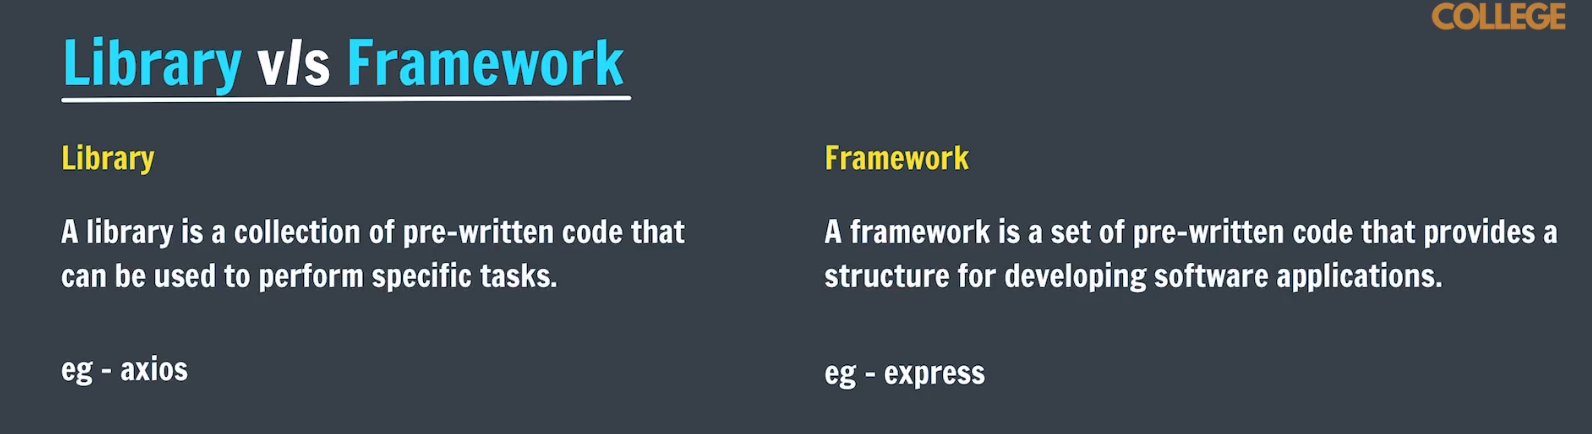 COLLEGE
Library v/s Framework
Library
A library is a collection of pre-written code that
can be used to perform specific tasks.
eg - axios
Framework
A framework is a set of pre-written code that provides a
structure for developing software applications.
eg - express